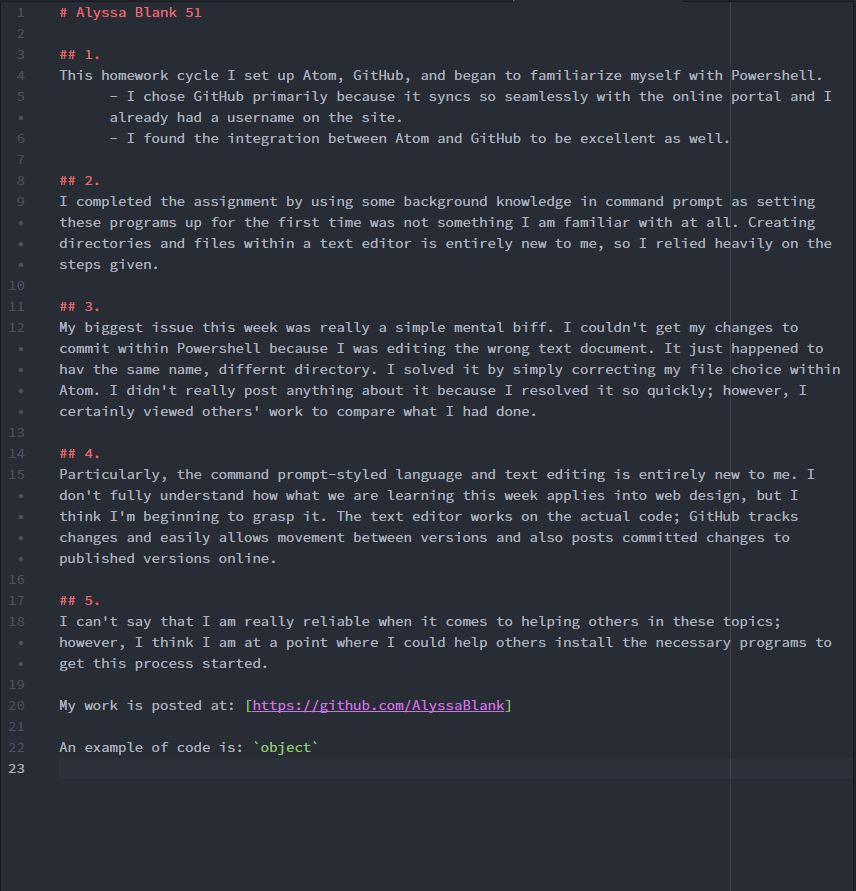 1 # Alyssa Blank 51
2
3 ## 1.
4 This homework cycle I set up Atom, GitHub, and began to familiarize myself with Powershell.
5 - I chose GitHub primarily because it syncs so seamlessly with the online portal and I
• already had a username on the site.
6 - I found the integration between Atom and GitHub to be excellent as well.
7
8 ## 2.
9 I completed the assignment by using some background knowledge in command prompt as setting
• these programs up for the first time was not something I am familiar with at all. Creating
• directories and files within a text editor is entirely new to me, so I relied heavily on the
• steps given.
10
11 ## 3.
12 My biggest issue this week was really a simple mental biff. I couldn't get my changes to
• commit within Powershell because I was editing the wrong text document. It just happened to
• hav the same name, differnt directory. I solved it by simply correcting my file choice within
• Atom. I didn't really post anything about it because I resolved it so quickly; however, I
• certainly viewed others' work to compare what I had done.
13
14 ## 4.
15 Particularly, the command prompt-styled language and text editing is entirely new to me. I
• don't fully understand how what we are learning this week applies into web design, but I
• think I'm beginning to grasp it. The text editor works on the actual code; GitHub tracks
• changes and easily allows movement between versions and also posts committed changes to
• published versions online.
16
17 ## 5.
18 I can't say that I am really reliable when it comes to helping others in these topics;
• however, I think I am at a point where I could help others install the necessary programs to
• get this process started.
19
20 My work is posted at: [https://github.com/AlyssaBlank]
21
22 An example of code is: `object`
23